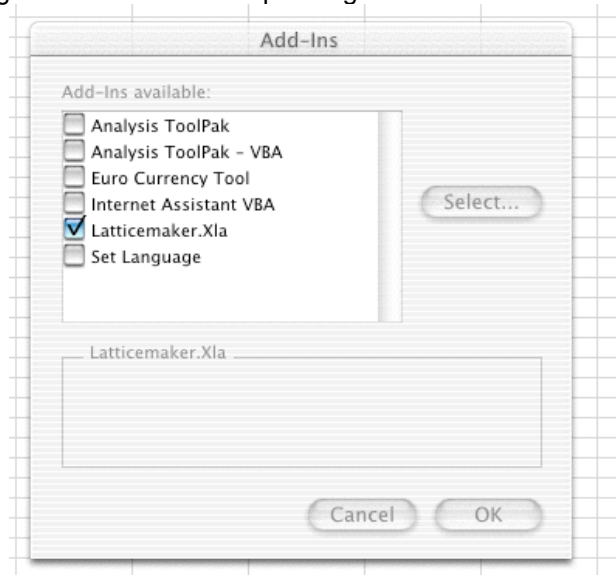 Add-Ins
Add-Ins available:
Analysis ToolPak
Analysis ToolPak - VBA
Euro Currency Tool
Internet Assistant VBA
Select...
Latticemaker.Xla
Set Language
Latticemaker.Xla
Cancel
OK